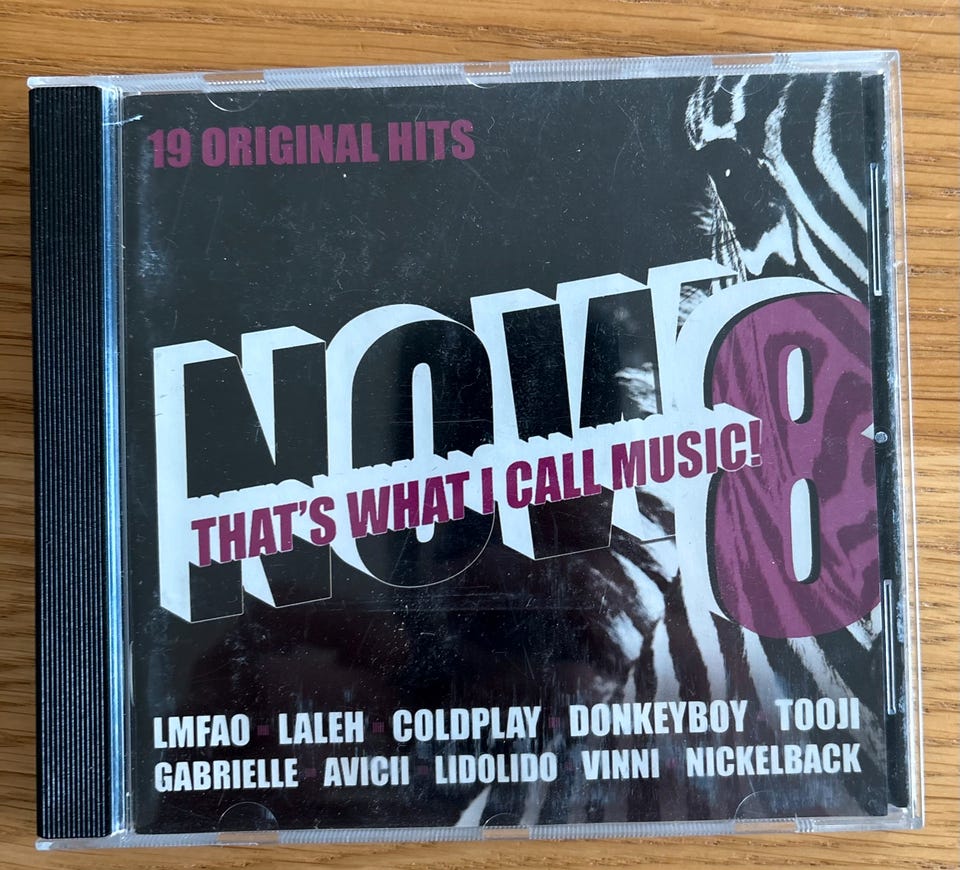 19 ORIGINAL HITS
NOW 8
THAT'S WHAT I CALL MUSIC!
LMFAO LALEH COLDPLAY DONKEYBOY TOOJI
GABRIELLE AVICII LIDOLIDO VINNI NICKELBACK